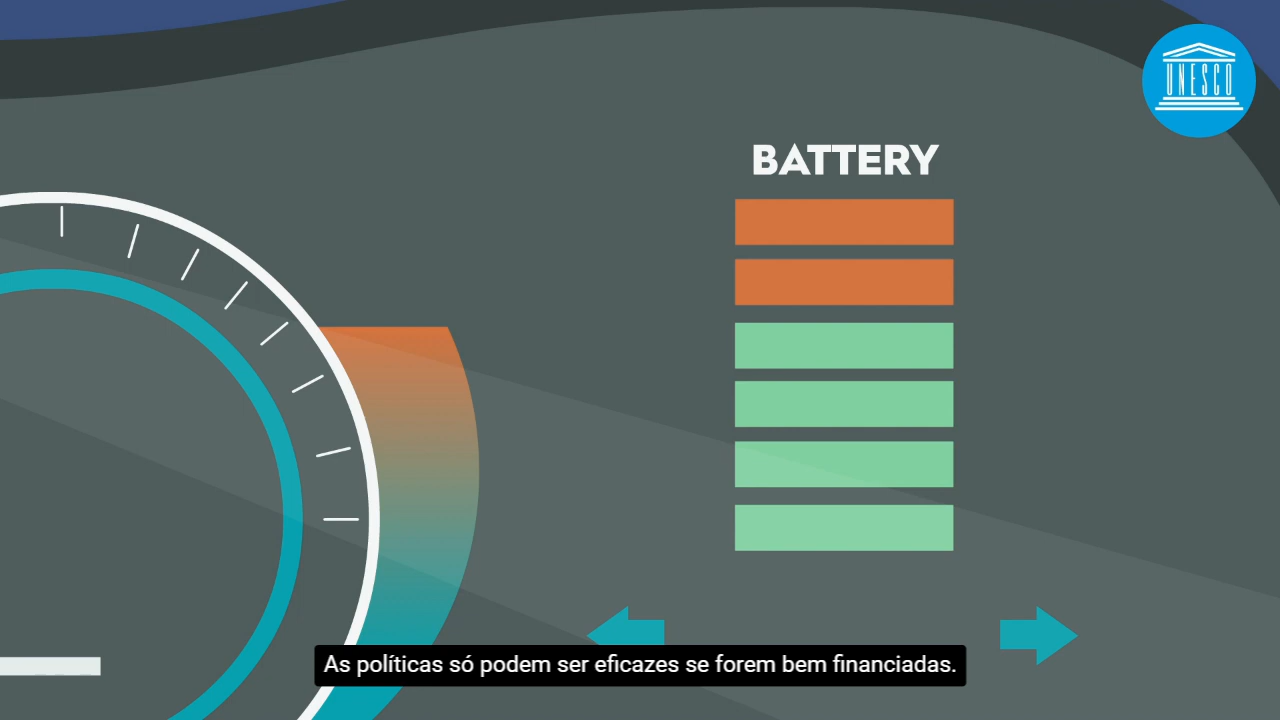 UNESCO
BATTERY
As políticas só podem ser eficazes se forem bem financiadas.